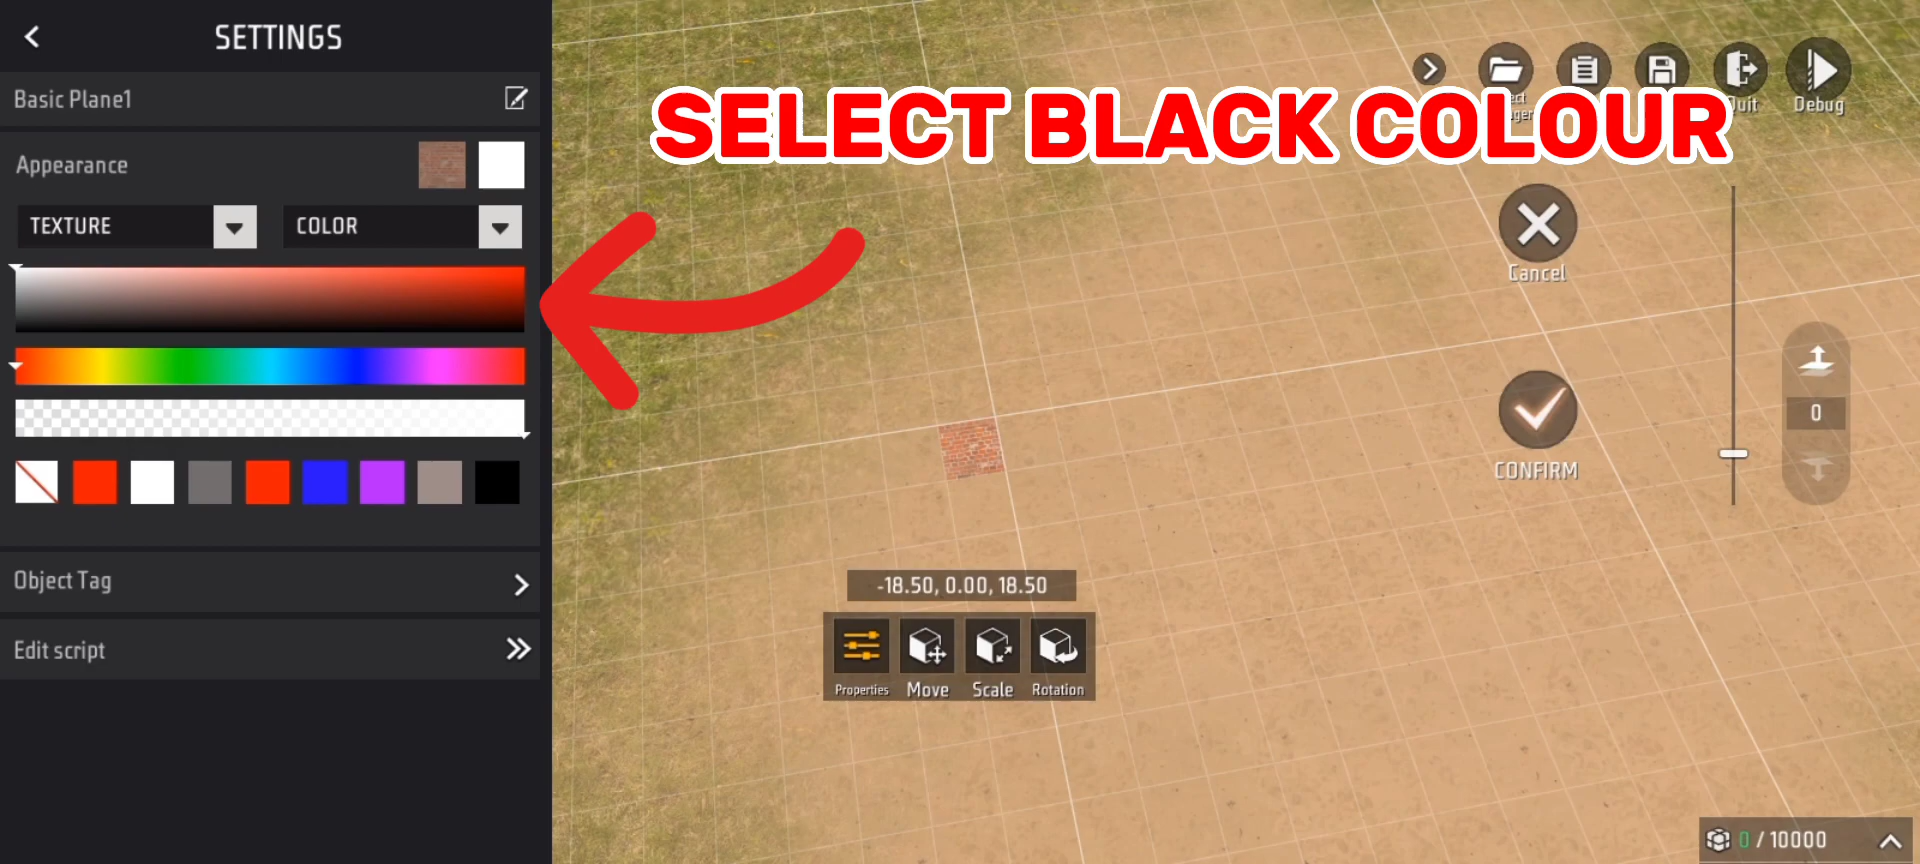 SETTINGS
Basic Plane1
Appearance
TEXTURE
COLOR
Object Tag
Edit script
SELECT BLACK COLOUR
Debug
Cancel
CONFIRM
0
-18.50, 0.00, 18.50
Properties
Move
Scale
Rotation
0 / 10000